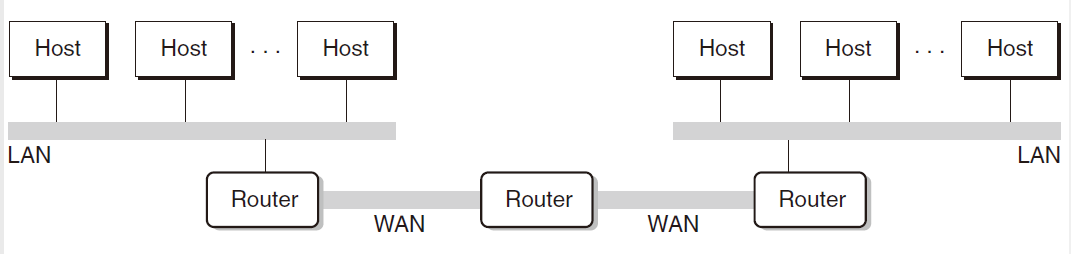 Host Host . . . Host Host Host . . . Host
LAN LAN
Router Router Router
WAN WAN